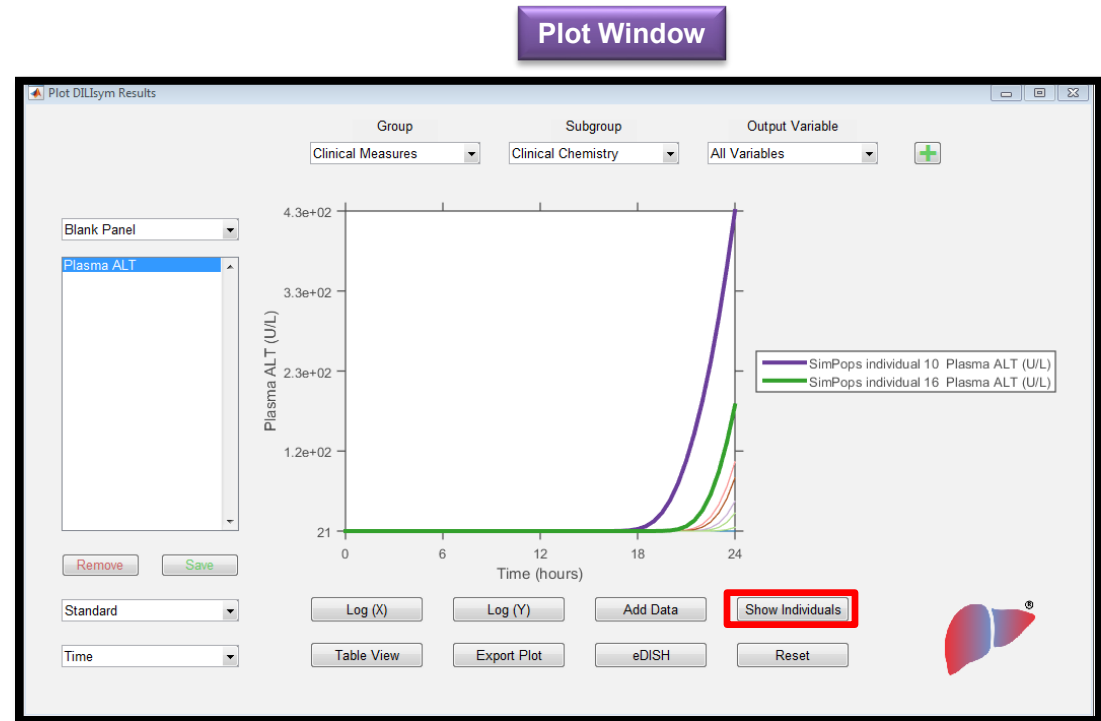 Plot Window
Plot DILIsym Results
Group Subgroup Output Variable
Clinical Measures Clinical Chemistry All Variables
Blank Panel
Plasma ALT
4.3e+02
3.3e+02
2.3e+02
1.2e+02
21
Plasma ALT (U/L)
0 6 12 18 24
Time (hours)
SimPops individual 10 Plasma ALT (U/L)
SimPops individual 16 Plasma ALT (U/L)
Remove Save
Standard Log (X) Log (Y) Add Data Show Individuals
®
Time Table View Export Plot eDISH Reset